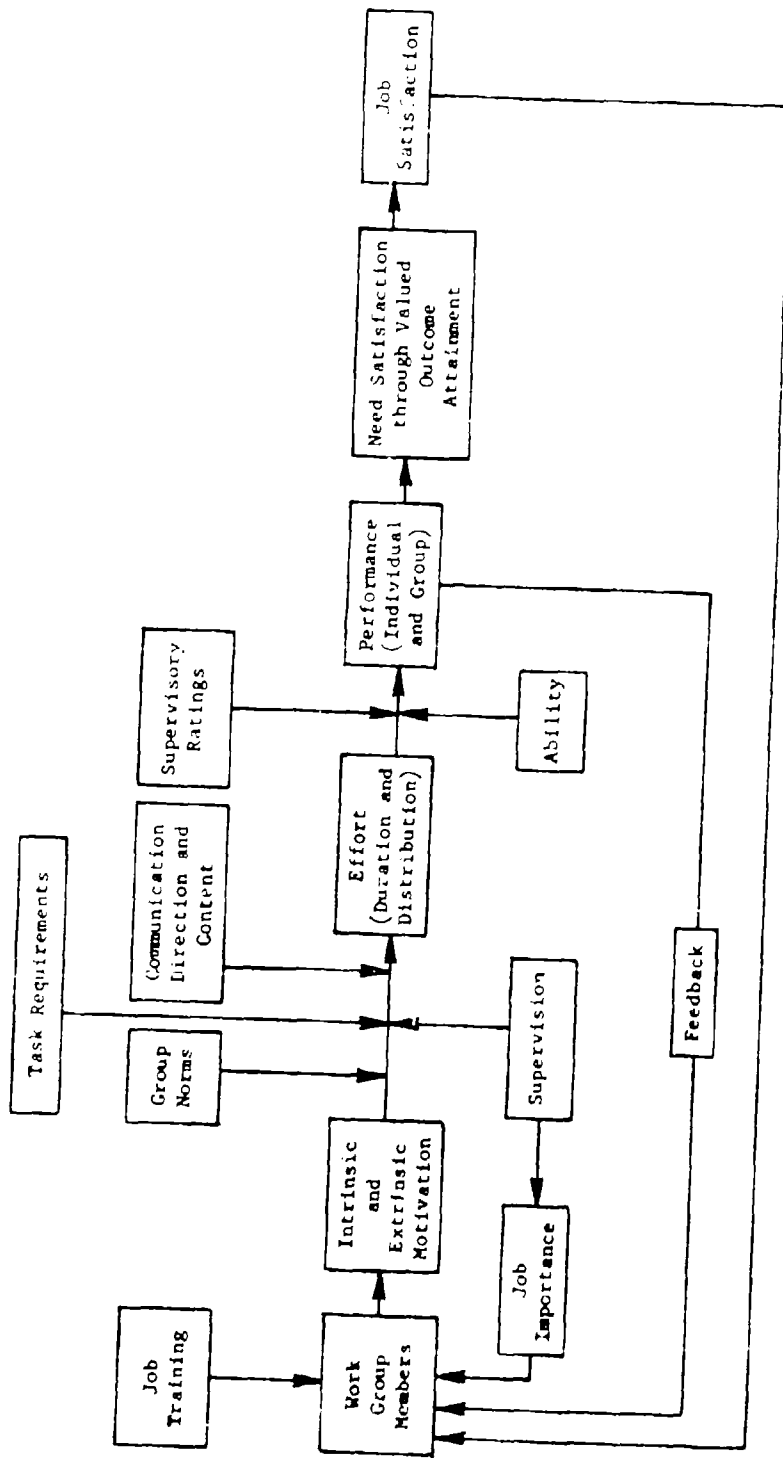 Task Requirements
Job
Training
Group
Norms
Communication
Direction and
Content
Supervisory
Ratings
Work
Group
Members
Intrinsic
and
Extrinsic
Motivation
Effort
(Duration and
Distribution)
Performance
(Individual
and Group)
Need Satisfaction
through Valued
Outcome
Attainment
Job
Satisfaction
Job
Importance
Supervision
Ability
Feedback